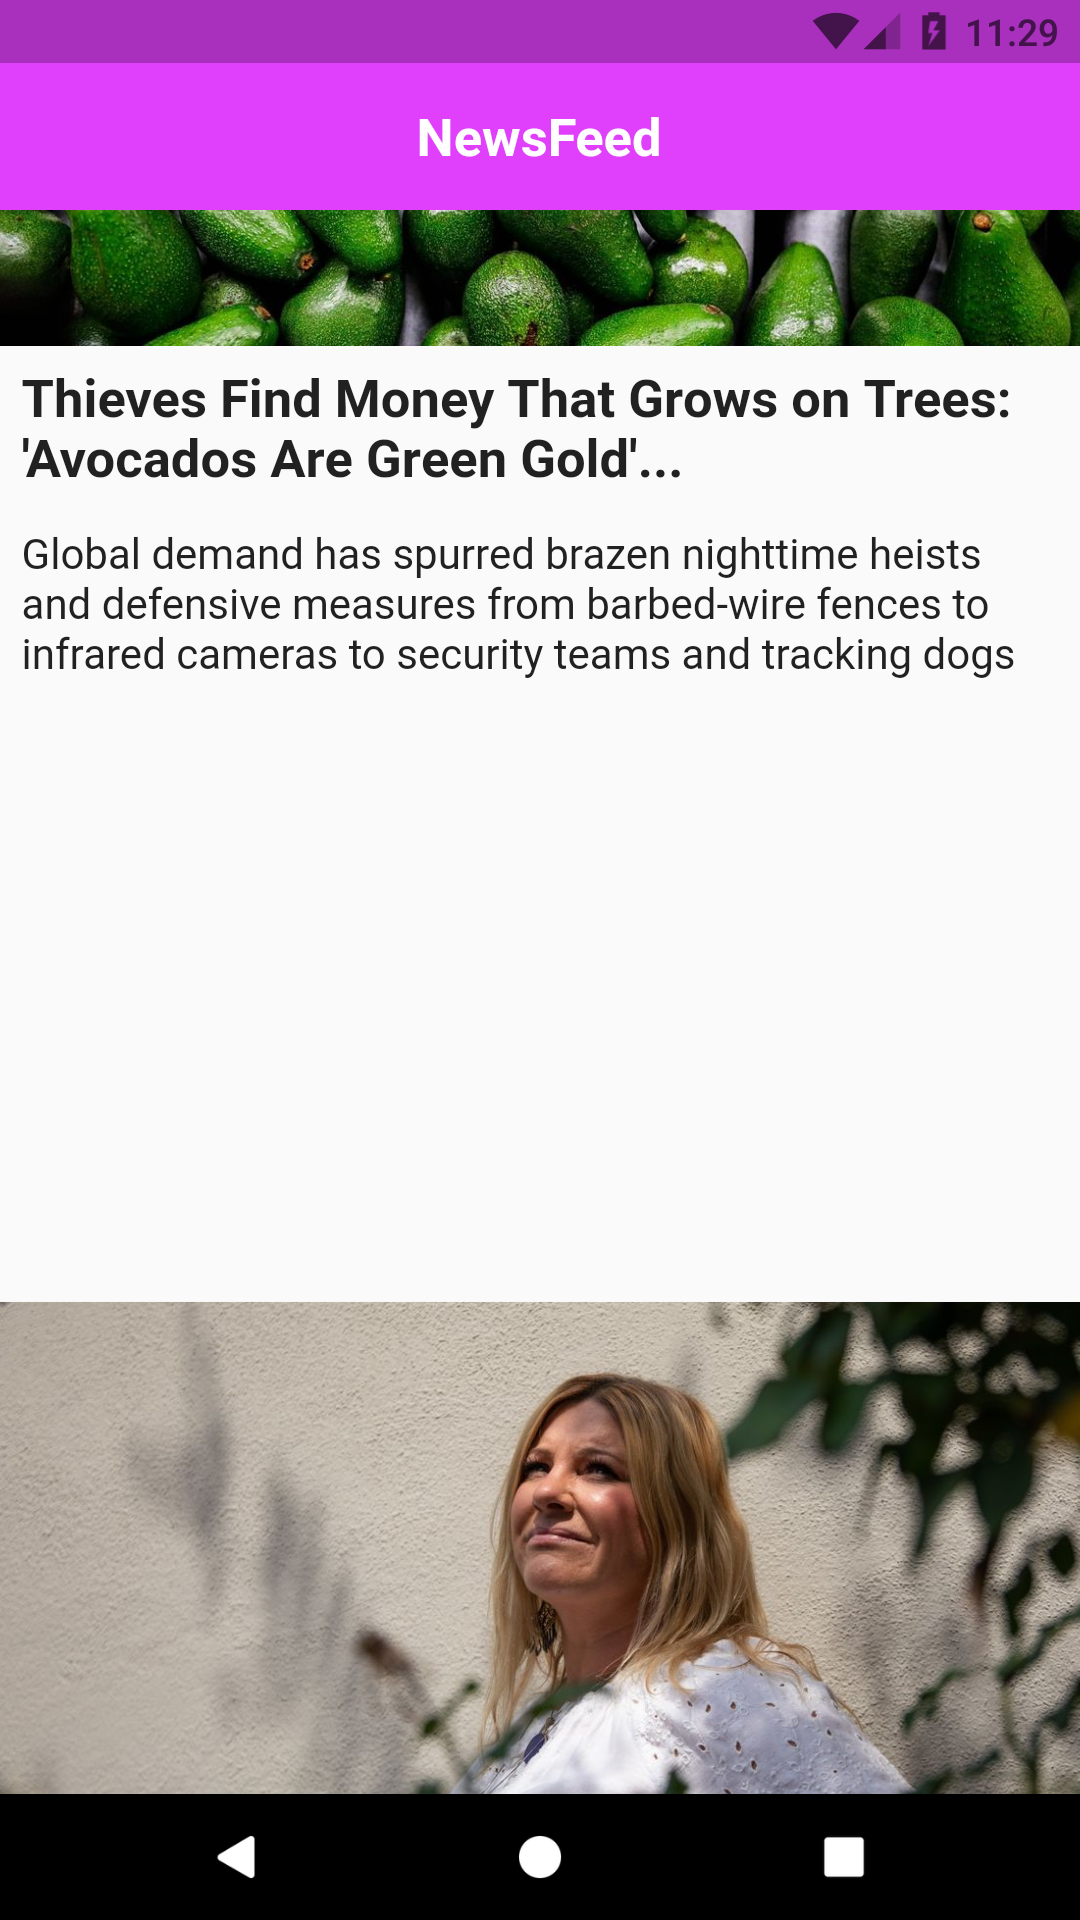 11:29
NewsFeed
Thieves Find Money That Grows on Trees:
'Avocados Are Green Gold'...
Global demand has spurred brazen nighttime heists
and defensive measures from barbed-wire fences to
infrared cameras to security teams and tracking dogs